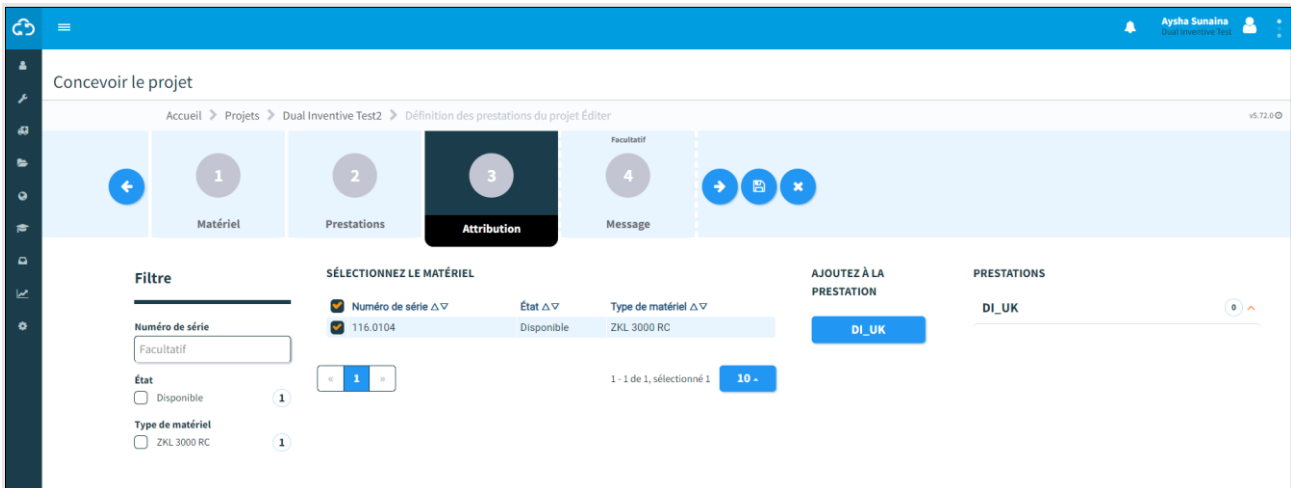 Aysha Sunaina
Dual Inventive Test
Concevoir le projet
Accueil > Projets > Dual Inventive Test2 > Définition des prestations du projet Éditer
v5.72.0
Facultatif
1
2
3
4
Matériel
Prestations
Attribution
Message
Filtre
Numéro de série
Facultatif
État
Disponible 1
Type de matériel
ZKL 3000 RC 1
SÉLECTIONNEZ LE MATÉRIEL
Numéro de série △▽ État △▽ Type de matériel △▽
116.0104 Disponible ZKL 3000 RC
« 1 »
1 - 1 de 1, sélectionné 1
10
AJOUTEZ À LA
PRESTATION
DI_UK
PRESTATIONS
DI_UK 0